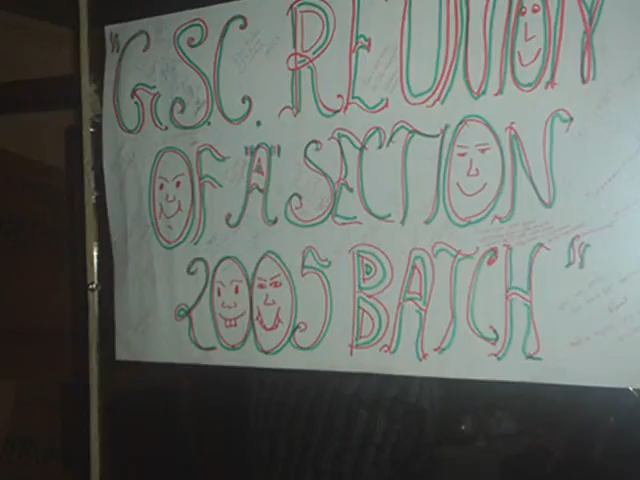 "G.S.C. REUNION
OF "A" SECTION
2005 BATCH"